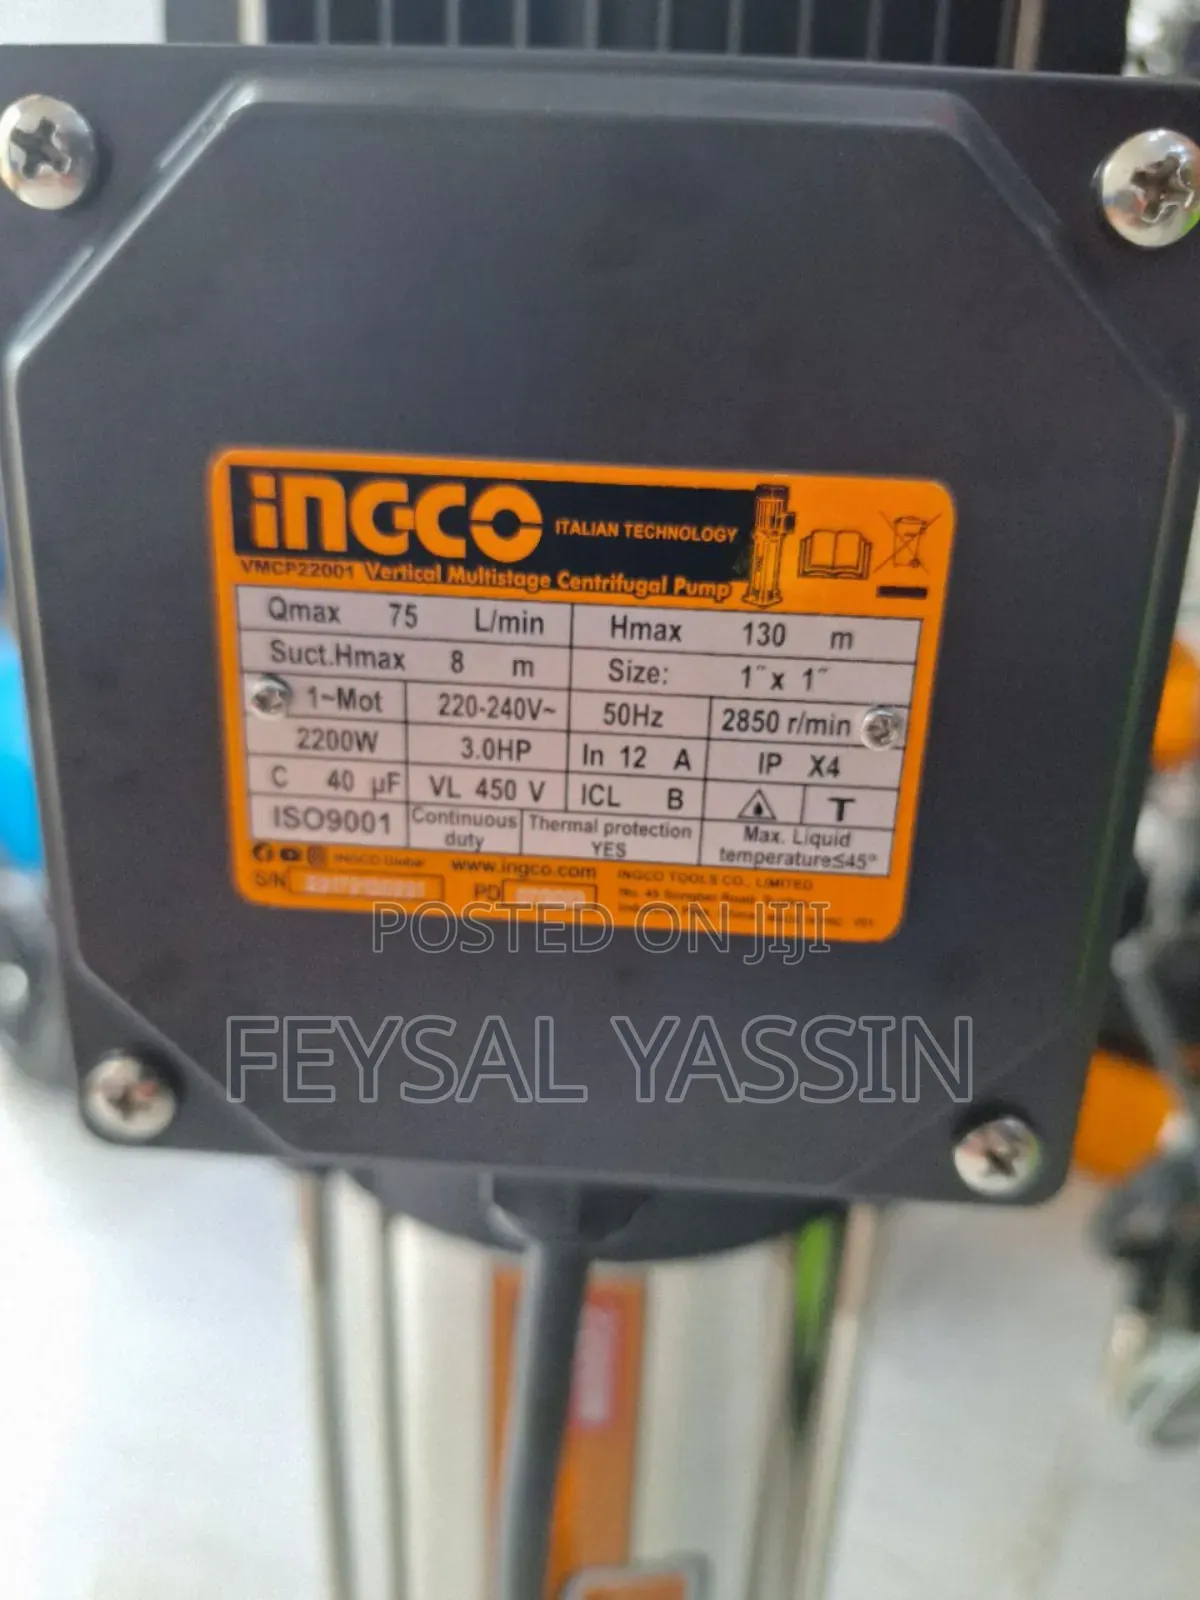 INGCO ITALIAN TECHNOLOGY
VMCP22001 Vertical Multistage Centrifugal Pump
Qmax 75 L/min Hmax 130 m
Suct.Hmax 8 m Size: 1″ x 1″
1~Mot 220-240V~ 50Hz 2850 r/min
2200W 3.0HP In 12 A IP X4
C 40 µF VL 450 V ICL B T
ISO9001 Continuous duty Thermal protection YES Max. Liquid temperature≤45°
INGCO Global www.ingco.com INGCO TOOLS CO., LIMITED
S/N PD
POSTED ON JIJI
FEYSAL YASSIN